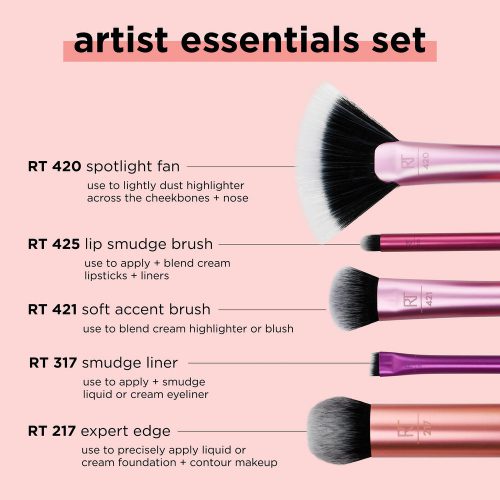 artist essentials set
RT 420 spotlight fan
use to lightly dust highlighter
across the cheekbones + nose
RT
420
RT 425 lip smudge brush
use to apply + blend cream
lipsticks + liners
RT 421 soft accent brush
use to blend cream highlighter or blush
RT
421
RT 317 smudge liner
use to apply + smudge
liquid or cream eyeliner
RT 217 expert edge
use to precisely apply liquid or
cream foundation + contour makeup
RT
217